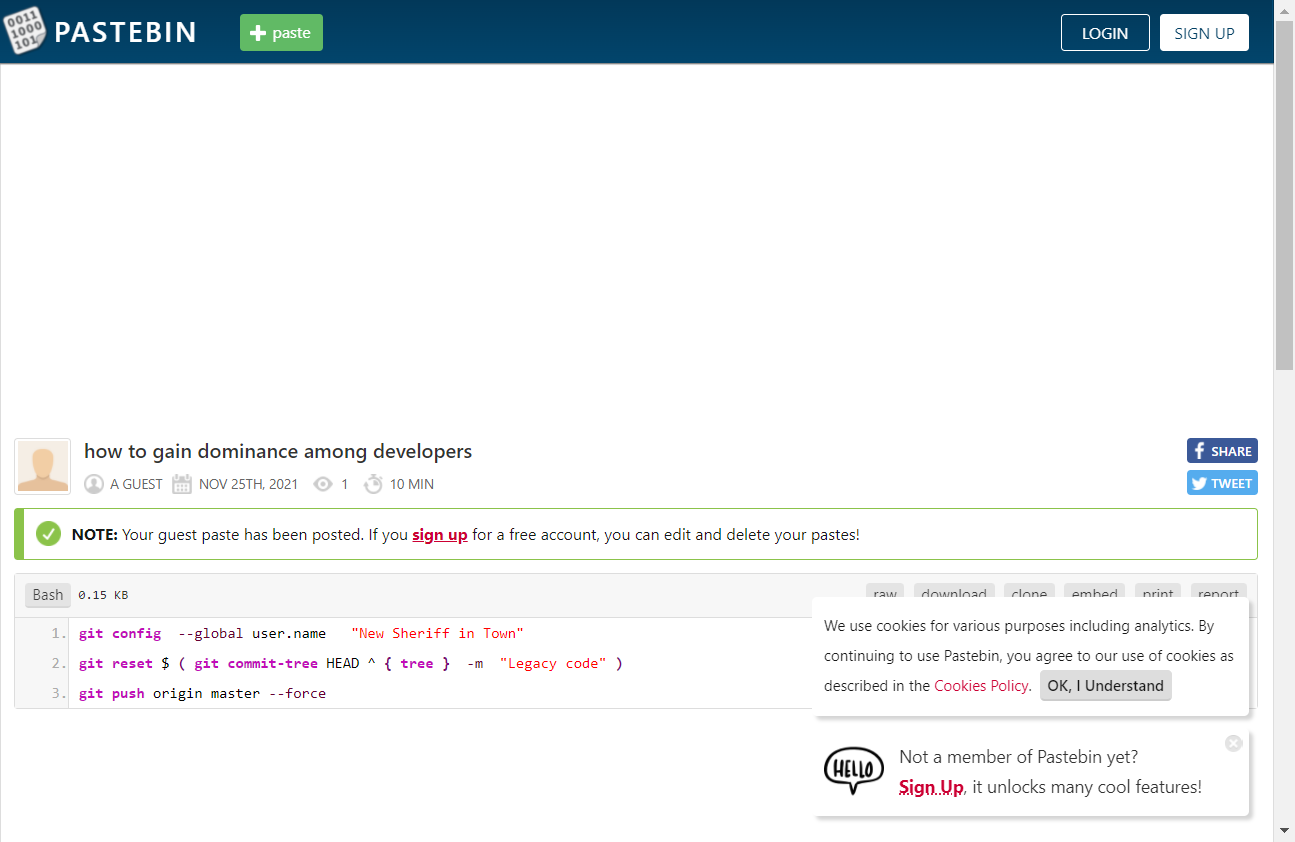 0011
1000
101
PASTEBIN
+ paste
LOGIN
SIGN UP
how to gain dominance among developers
A GUEST NOV 25TH, 2021 1 10 MIN
SHARE
TWEET
NOTE: Your guest paste has been posted. If you sign up for a free account, you can edit and delete your pastes!
Bash 0.15 KB
raw download clone embed print report
1. git config --global user.name "New Sheriff in Town"
2. git reset $ ( git commit-tree HEAD ^ { tree } -m "Legacy code" )
3. git push origin master --force
We use cookies for various purposes including analytics. By
continuing to use Pastebin, you agree to our use of cookies as
described in the Cookies Policy. OK, I Understand
HELLO
Not a member of Pastebin yet?
Sign Up, it unlocks many cool features!